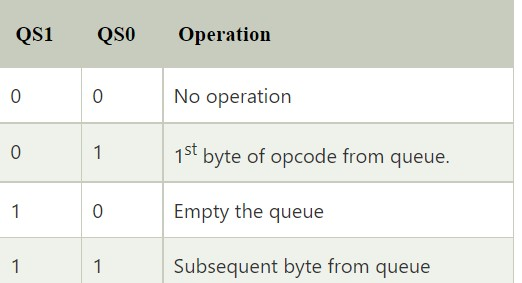 QS1 QS0 Operation
0 0 No operation
0 1 1st byte of opcode from queue.
1 0 Empty the queue
1 1 Subsequent byte from queue